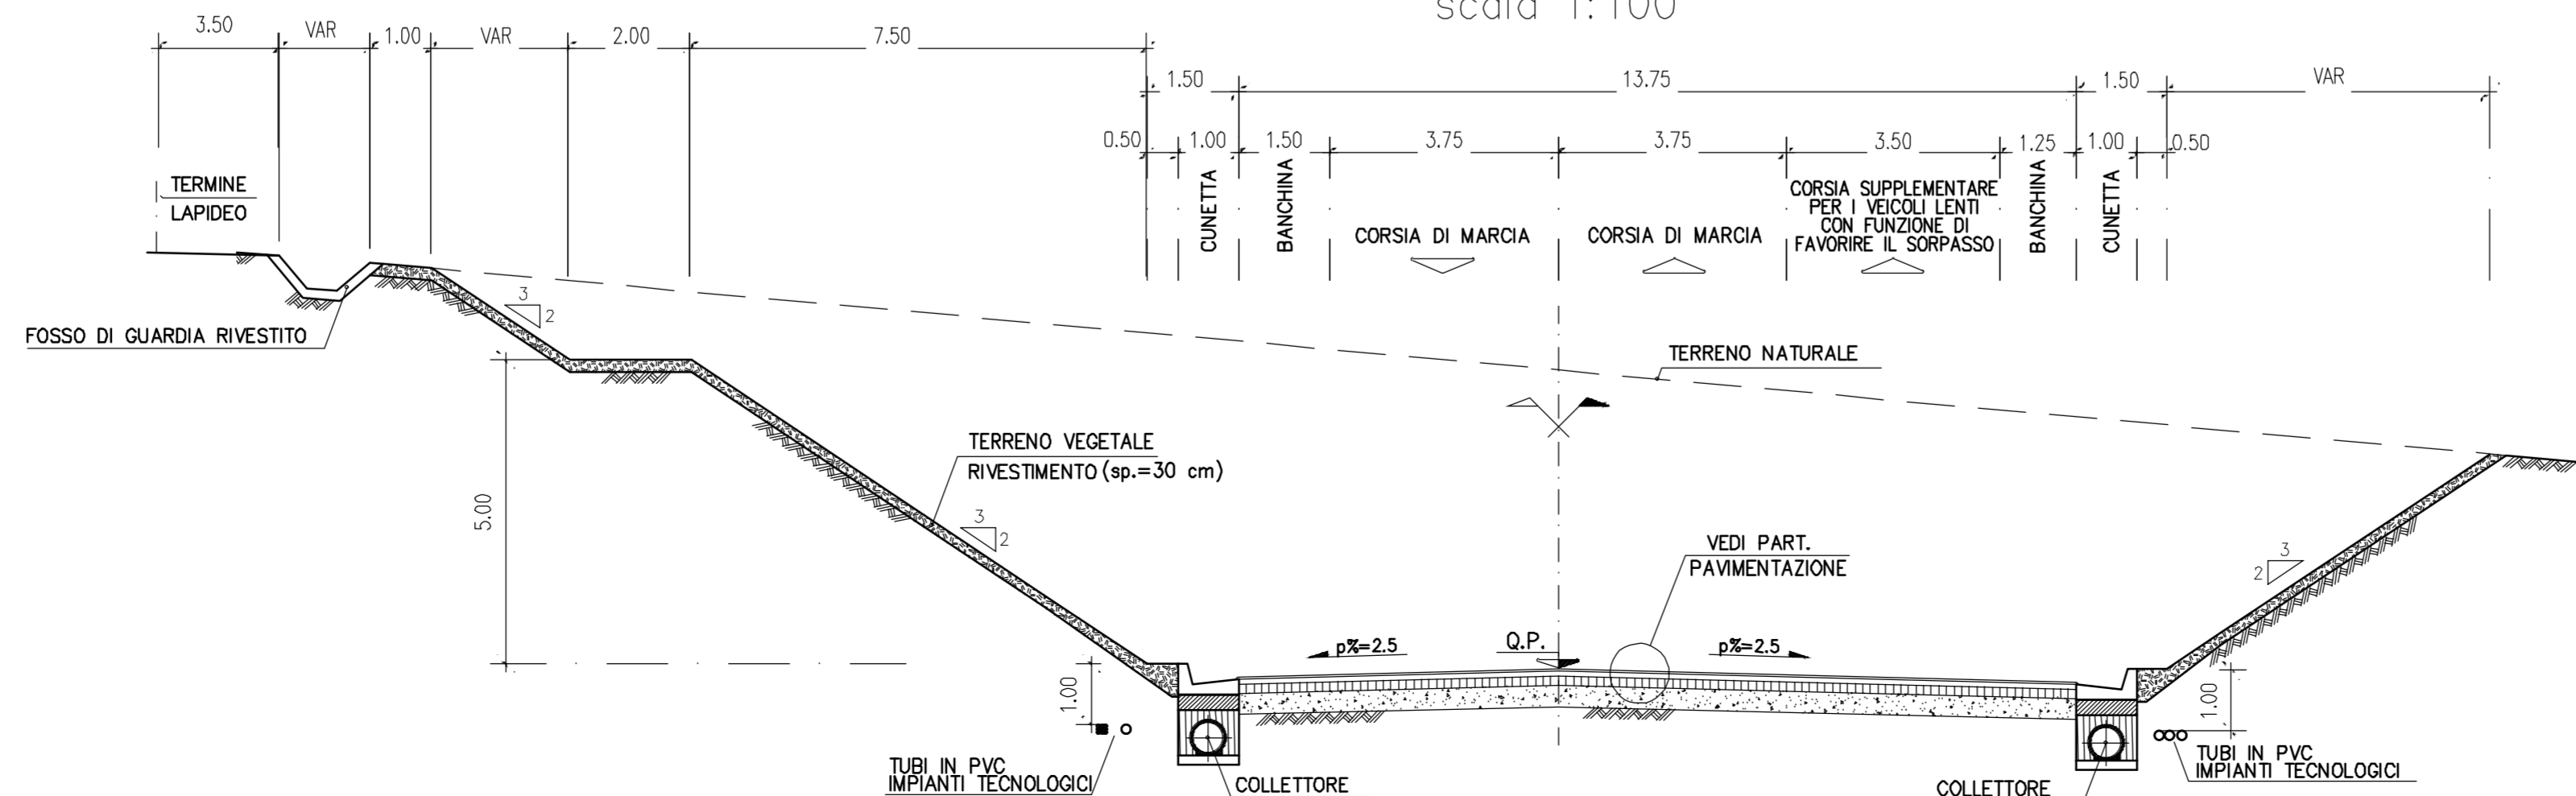 scala 1:100
3.50
VAR
1.00
VAR
2.00
7.50
1.50
13.75
1.50
VAR
0.50
1.00
1.50
3.75
3.75
3.50
1.25
1.00
0.50
TERMINE
LAPIDEO
CUNETTA
BANCHINA
CORSIA DI MARCIA
CORSIA DI MARCIA
CORSIA SUPPLEMENTARE
PER I VEICOLI LENTI
CON FUNZIONE DI
FAVORIRE IL SORPASSO
BANCHINA
CUNETTA
3
2
FOSSO DI GUARDIA RIVESTITO
TERRENO NATURALE
TERRENO VEGETALE
RIVESTIMENTO (sp.=30 cm)
5.00
3
2
VEDI PART.
PAVIMENTAZIONE
3
2
p%=2.5
Q.P.
p%=2.5
1.00
1.00
TUBI IN PVC
IMPIANTI TECNOLOGICI
COLLETTORE
COLLETTORE
TUBI IN PVC
IMPIANTI TECNOLOGICI